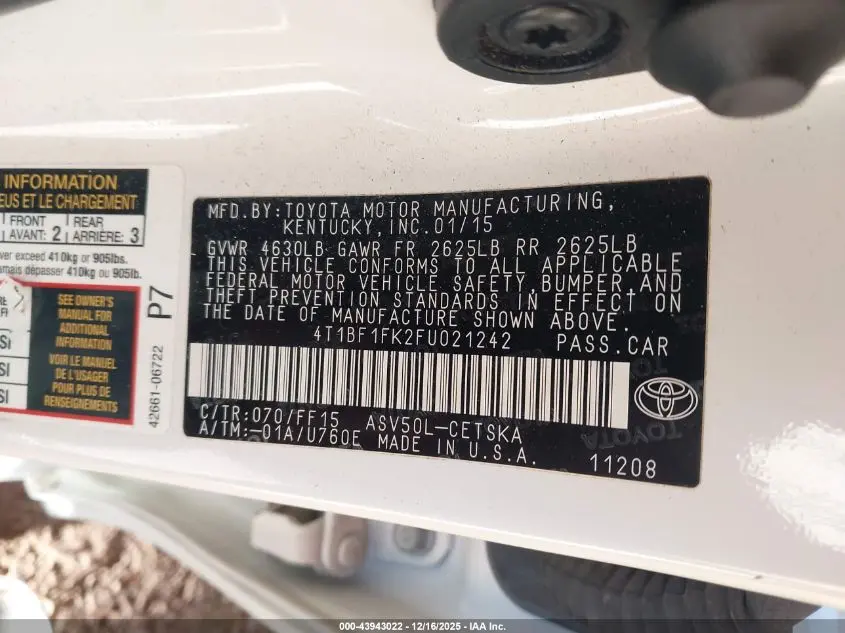 INFORMATION
EUS ET LE CHARGEMENT
FRONT REAR
AVANT: 2 ARRIÈRE: 3
ver exceed 410kg or 905lbs.
mais dépasser 410kg ou 905lb.
SEE OWNER'S
MANUAL FOR
ADDITIONAL
INFORMATION
VOIR LE MANUEL
DE L'USAGER
POUR PLUS DE
RENSEIGNEMENTS
42661-06722
P7
MFD.BY:TOYOTA MOTOR MANUFACTURING,
KENTUCKY, INC.01/15
GVWR 4630LB GAWR FR 2625LB RR 2625LB
THIS VEHICLE CONFORMS TO ALL APPLICABLE
FEDERAL MOTOR VEHICLE SAFETY, BUMPER,AND
THEFT PREVENTION STANDARDS IN EFFECT ON
THE DATE OF MANUFACTURE SHOWN ABOVE.
4T1BF1FK2FU021242 PASS.CAR
C/TR:070/FF15 ASV50L-CETSKA
A/TM:-01A/U760E MADE IN U.S.A.
11208
000-43943022 - 12/16/2025 - IAA Inc.